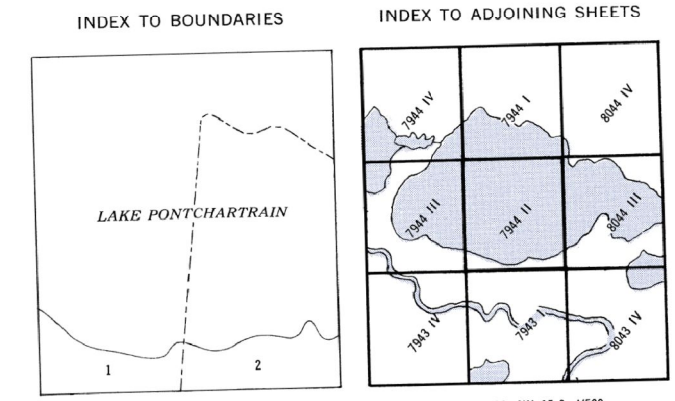 INDEX TO BOUNDARIES
INDEX TO ADJOINING SHEETS
LAKE PONTCHARTRAIN
1
2
7944 IV
7944 I
8044 IV
7944 III
7944 II
8044 III
7943 IV
7943 I
8043 IV